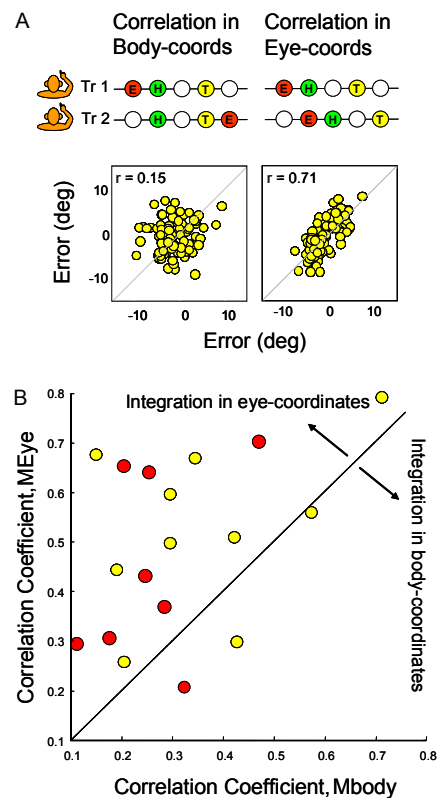 A
Correlation in Body-coords
Correlation in Eye-coords
Tr 1 E H T E H T
Tr 2 H T E E H T
r = 0.15
r = 0.71
Error (deg)
10
0
-10
-10 0 10
-10 0 10
Error (deg)
B
Correlation Coefficient, MEye
0.8
0.7
0.6
0.5
0.4
0.3
0.2
0.1
Integration in eye-coordinates
Integration in body-coordinates
0.1 0.2 0.3 0.4 0.5 0.6 0.7 0.8
Correlation Coefficient, Mbody